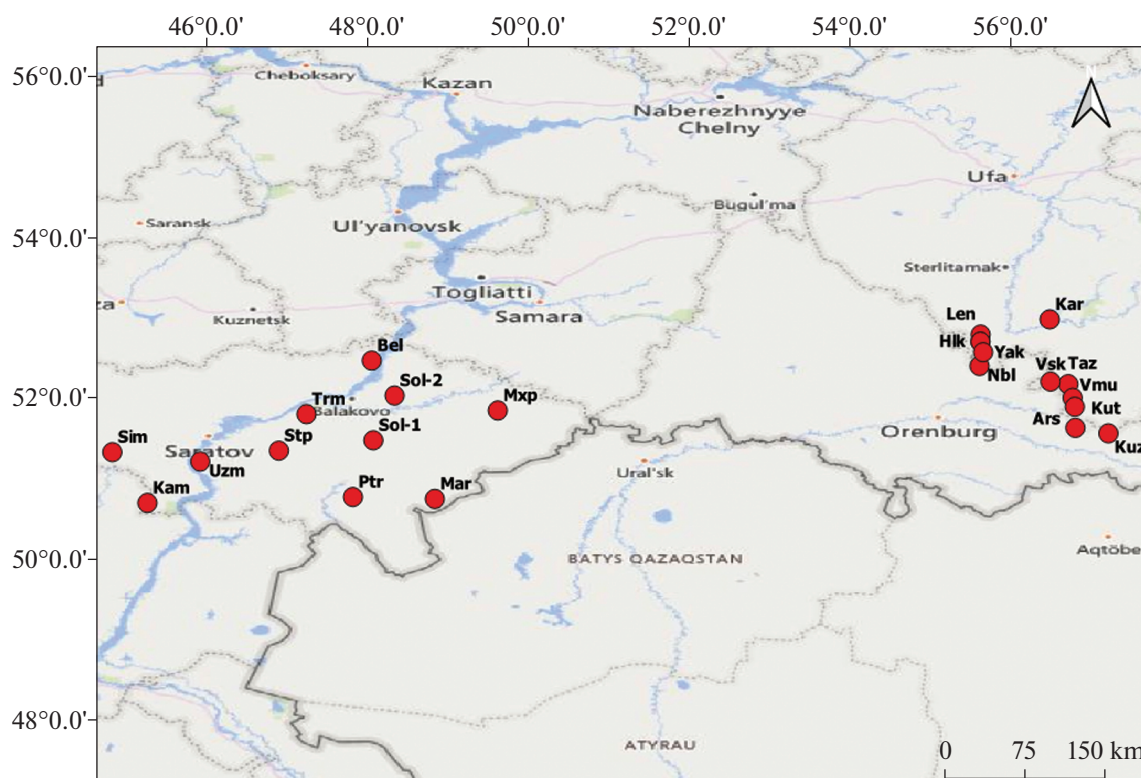 46°0.0' 48°0.0' 50°0.0' 52°0.0' 54°0.0' 56°0.0'
56°0.0'
54°0.0'
52°0.0'
50°0.0'
48°0.0'
Cheboksary
Kazan
Naberezhnyye
Chelny
Ufa
Bugul'ma
Saransk
Ul'yanovsk
Sterlitamak
Togliatti
Samara
Kuznetsk
za
d
Kar
Len
Hlk
Yak
Nbl
Vsk Taz
Vmu
Kut
Ars
Kuz
Bel
Sol-2
Mxp
Trm
Balakovo
Sol-1
Stp
Sim
Saratov
Uzm
Kam
Ptr
Mar
Orenburg
Ural'sk
Aqtöbe
BATYS QAZAQSTAN
ATYRAU
0 75 150 km